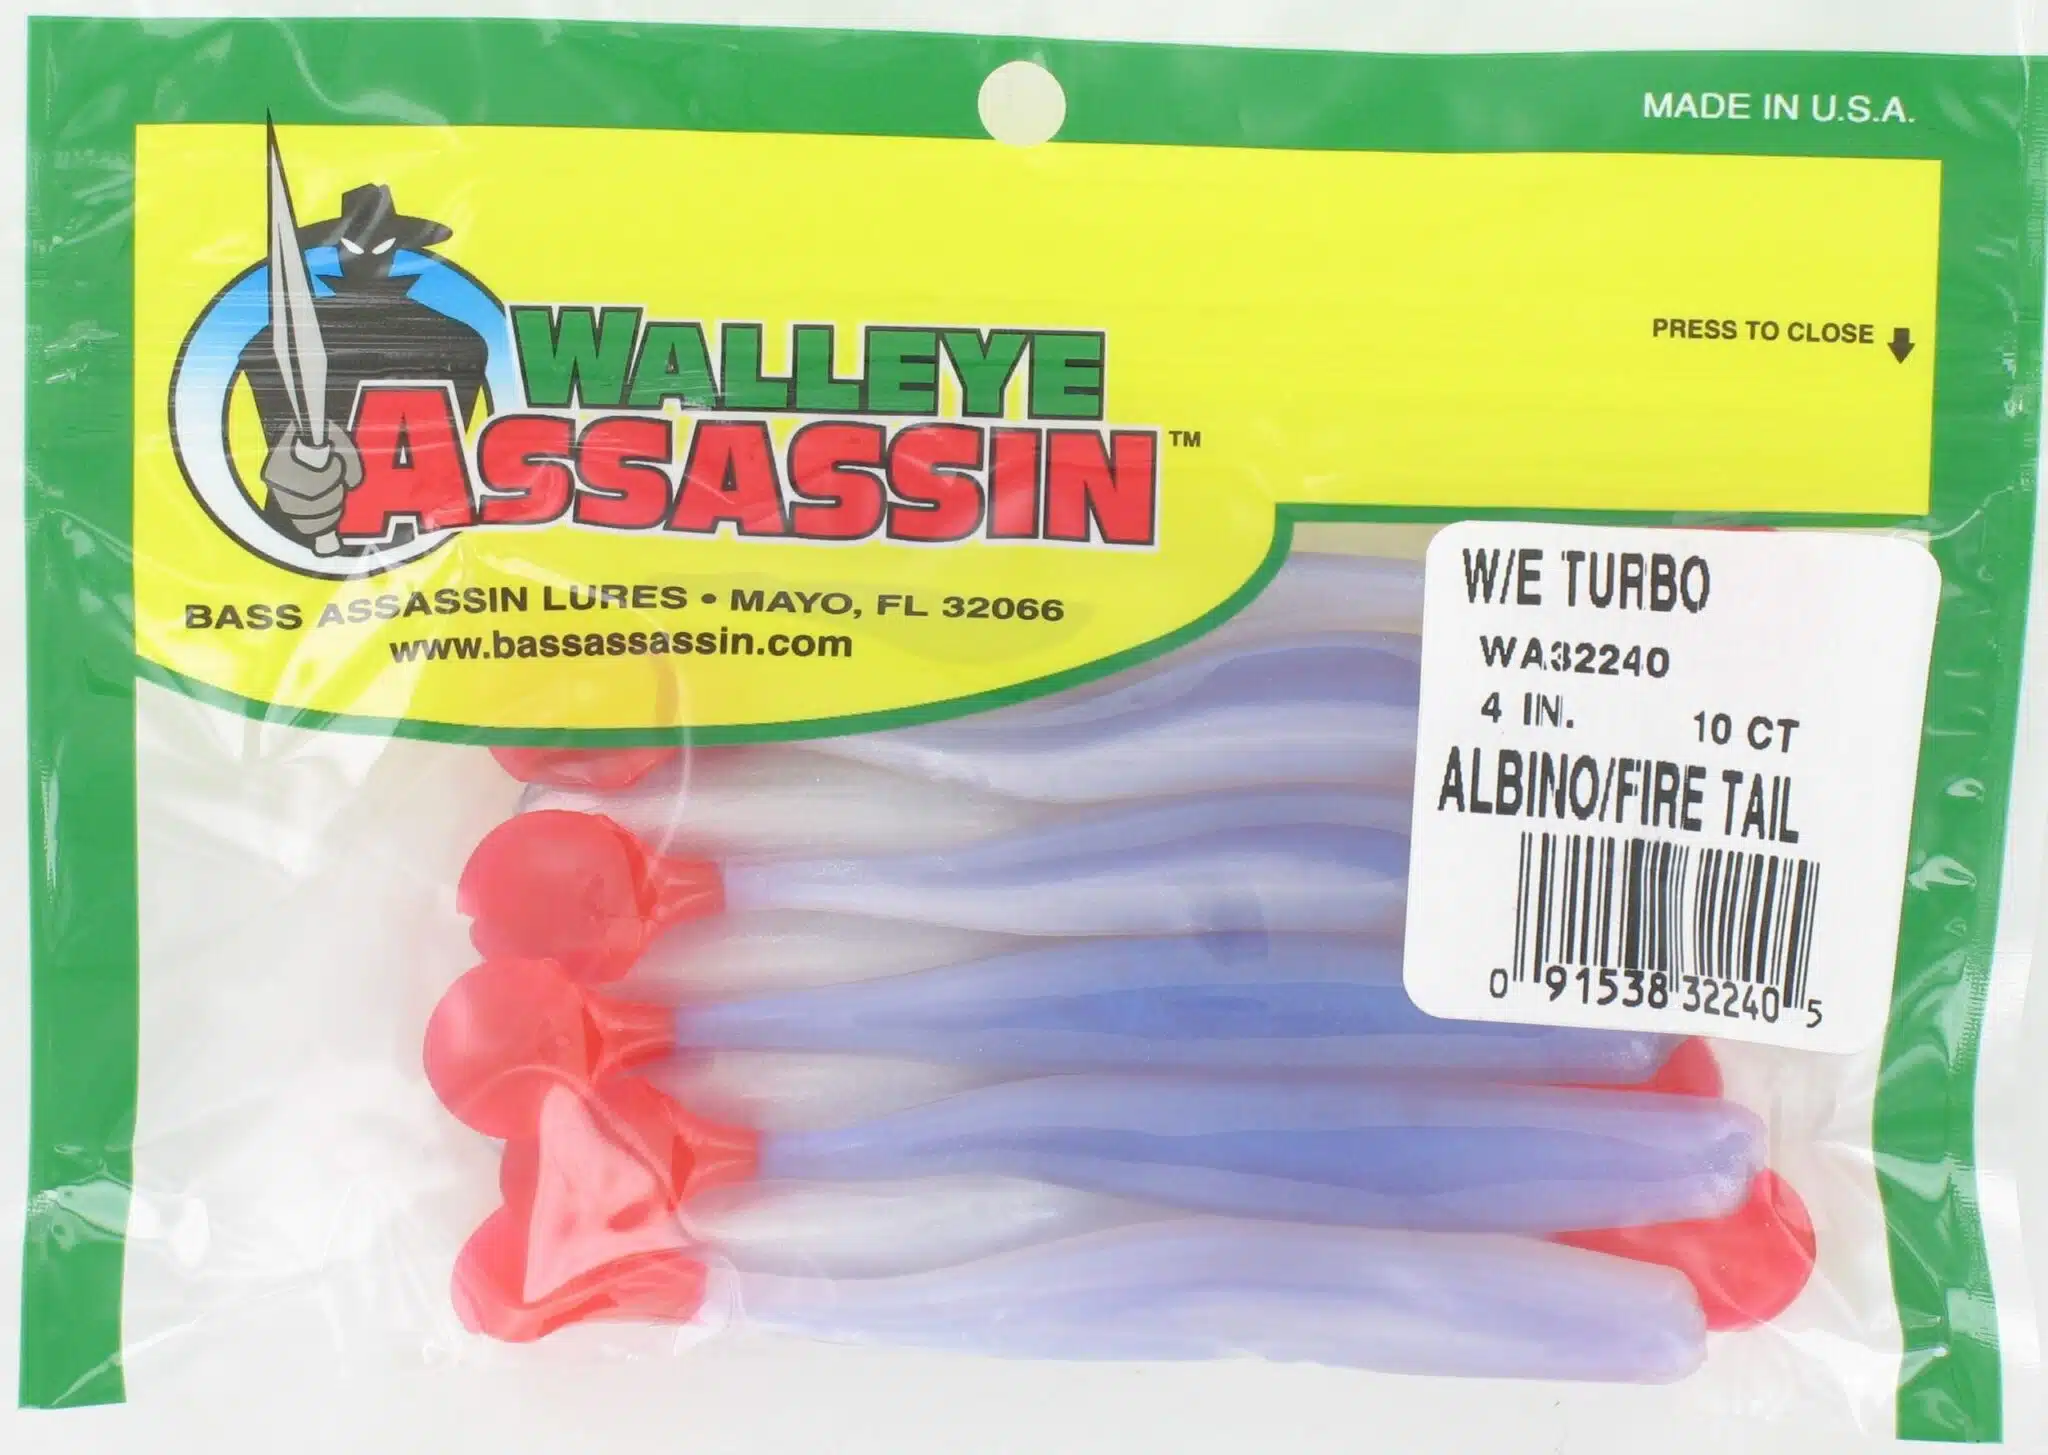 MADE IN U.S.A.
PRESS TO CLOSE
WALLEYE
ASSASSIN™
BASS ASSASSIN LURES • MAYO, FL 32066
www.bassassassin.com
W/E TURBO
WA32240
4 IN. 10 CT
ALBINO/FIRE TAIL
0 91538 32240 5